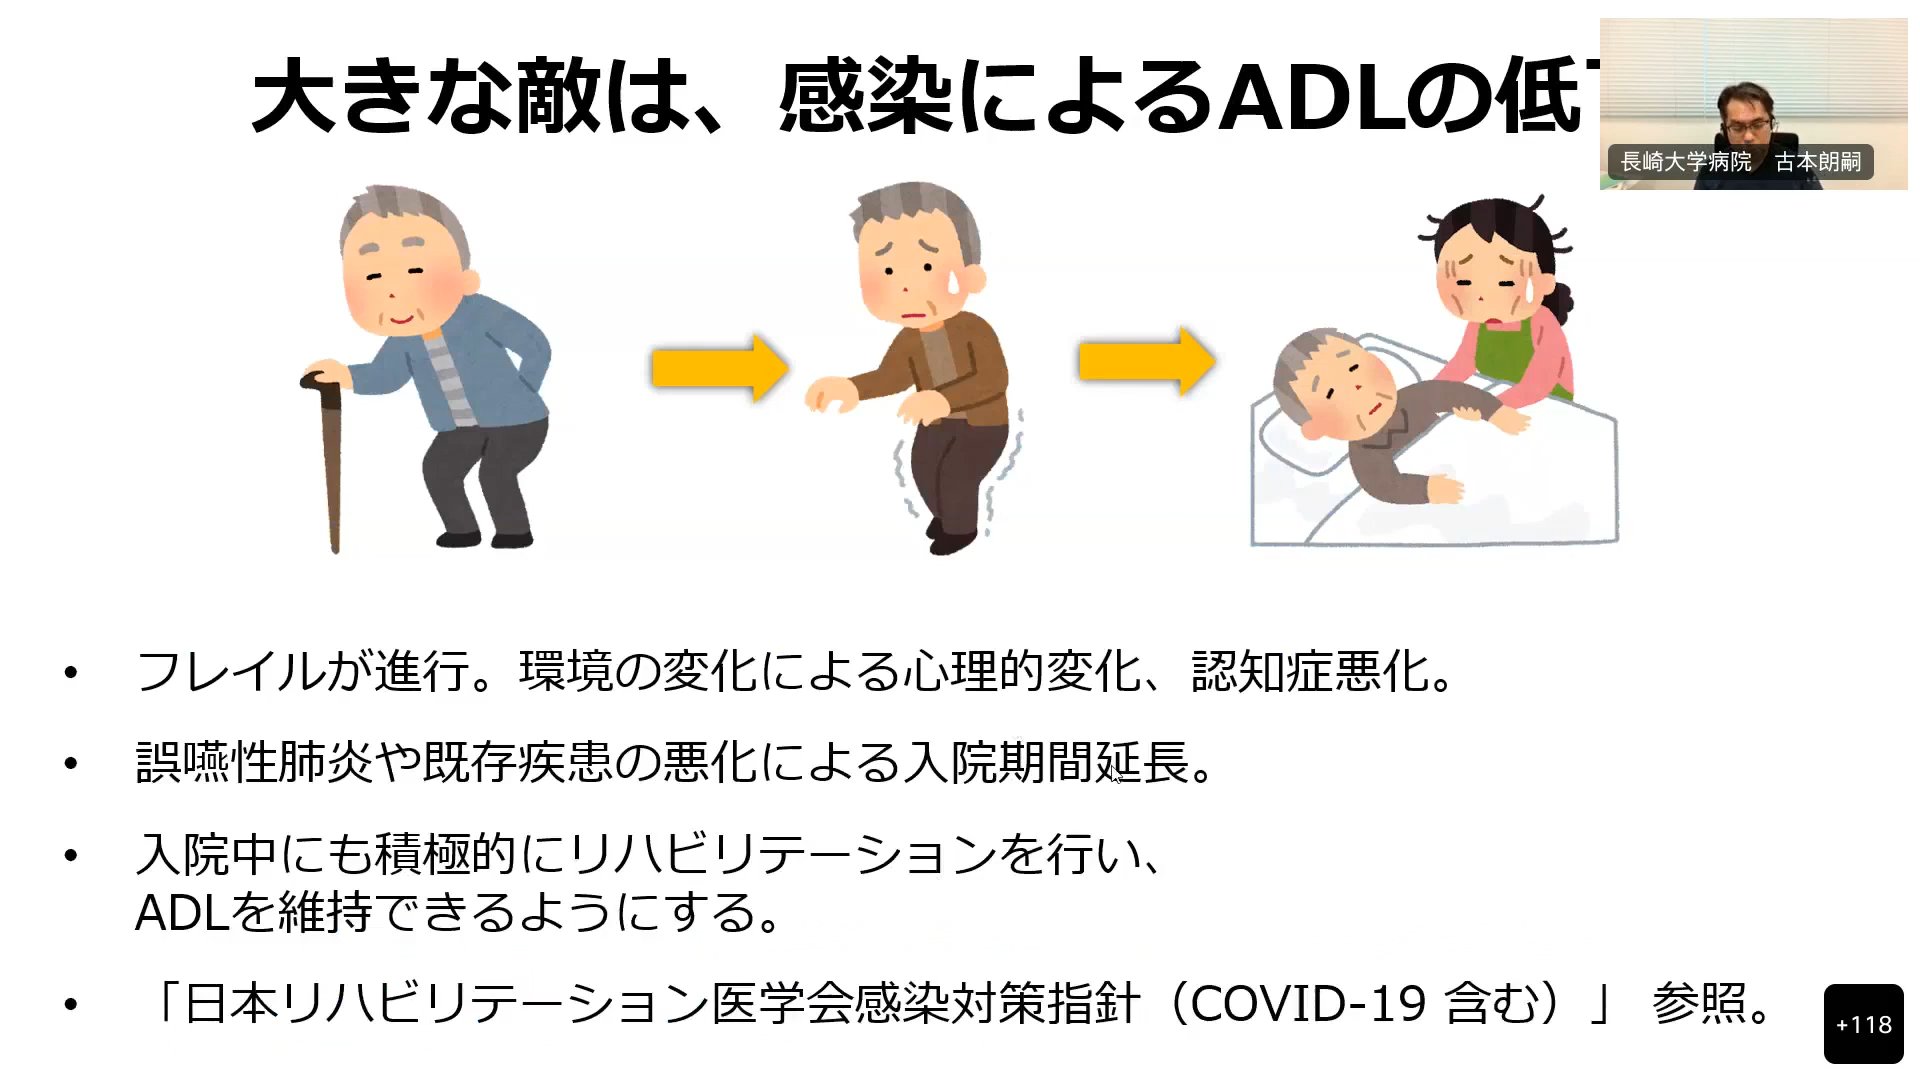 大きな敵は、感染によるADLの低
長崎大学病院　古本朗嗣
• フレイルが進行。環境の変化による心理的変化、認知症悪化。
• 誤嚥性肺炎や既存疾患の悪化による入院期間延長。
• 入院中にも積極的にリハビリテーションを行い、
ADLを維持できるようにする。
• 「日本リハビリテーション医学会感染対策指針（COVID-19 含む）」 参照。
+118